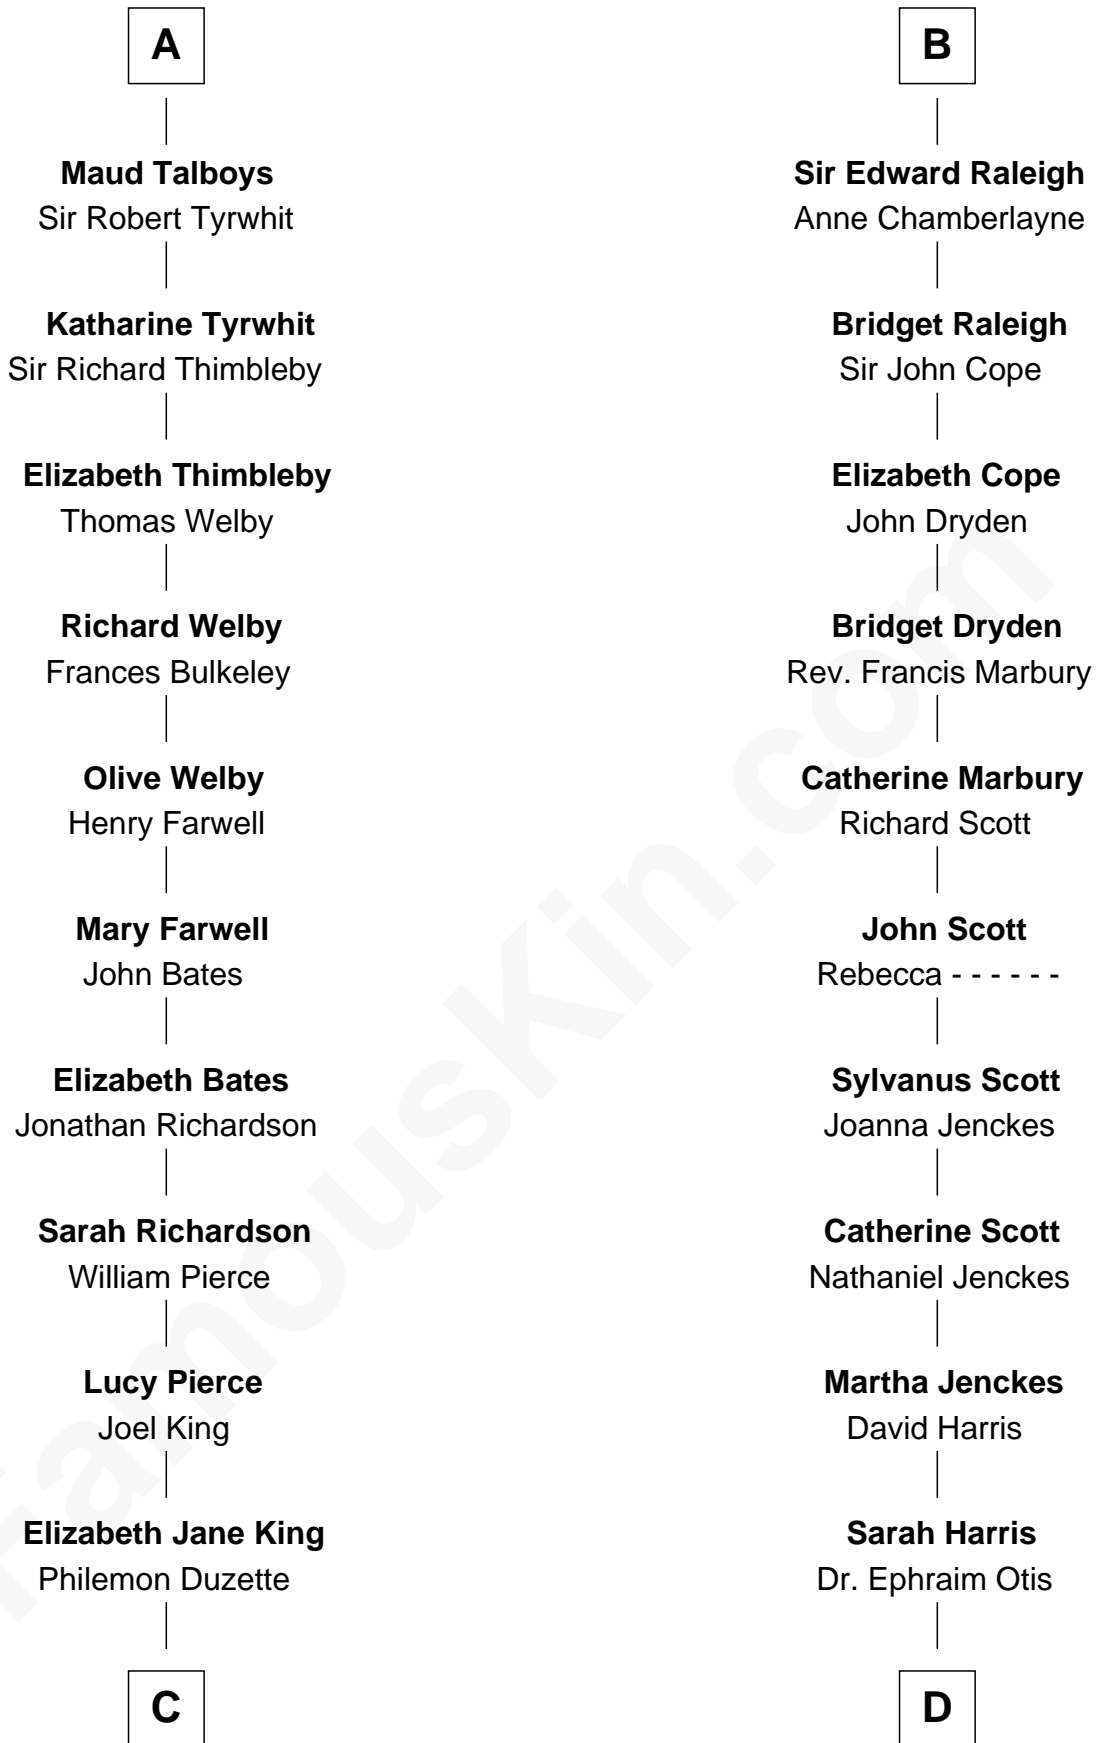 A
Maud Talboys
Sir Robert Tyrwhit
Katharine Tyrwhit
Sir Richard Thimbleby
Elizabeth Thimbleby
Thomas Welby
Richard Welby
Frances Bulkeley
Olive Welby
Henry Farwell
Mary Farwell
John Bates
Elizabeth Bates
Jonathan Richardson
Sarah Richardson
William Pierce
Lucy Pierce
Joel King
Elizabeth Jane King
Philemon Duzette
C
B
Sir Edward Raleigh
Anne Chamberlayne
Bridget Raleigh
Sir John Cope
Elizabeth Cope
John Dryden
Bridget Dryden
Rev. Francis Marbury
Catherine Marbury
Richard Scott
John Scott
Rebecca - - - - - -
Sylvanus Scott
Joanna Jenckes
Catherine Scott
Nathaniel Jenckes
Martha Jenckes
David Harris
Sarah Harris
Dr. Ephraim Otis
D
FamousKin.com